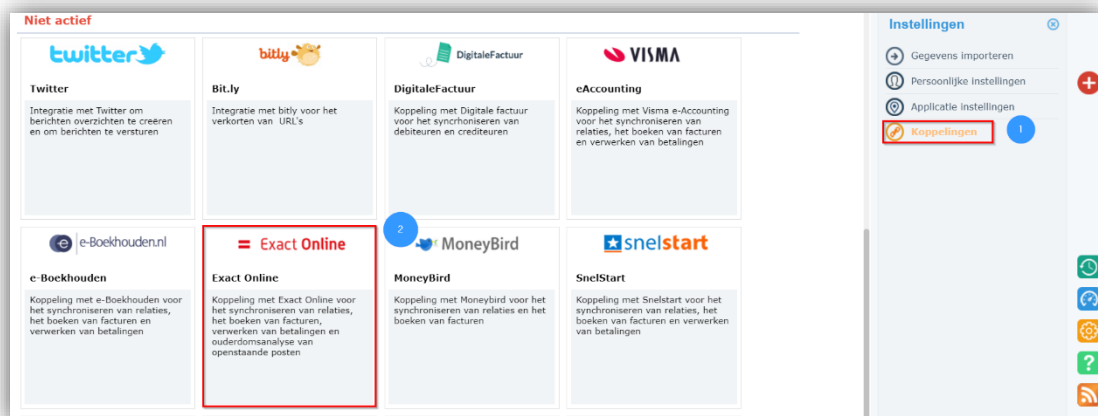 Niet actief
twitter
Twitter
Integratie met Twitter om
berichten overzichten te creëren
en om berichten te versturen
bitly
Bit.ly
Integratie met bitly voor het
verkorten van URL's
DigitaleFactuur
DigitaleFactuur
Koppeling met Digitale factuur
voor het syncrhoniseren van
debiteuren en crediteuren
VISMA
eAccounting
Koppeling met Visma e-Accounting
voor het synchroniseren van
relaties, het boeken van facturen
en verwerken van betalingen
e e-Boekhouden.nl
e-Boekhouden
Koppeling met e-Boekhouden voor
het synchroniseren van relaties,
het boeken van facturen en
verwerken van betalingen
= Exact Online
Exact Online
Koppeling met Exact Online voor
het synchroniseren van relaties,
het boeken van facturen,
verwerken van betalingen en
ouderdomsanalyse van
openstaande posten
2
MoneyBird
MoneyBird
Koppeling met Moneybird voor het
synchroniseren van relaties en het
boeken van facturen
snelstart
SnelStart
Koppeling met Snelstart voor het
synchroniseren van relaties, het
boeken van facturen en verwerken
van betalingen
Instellingen
Gegevens importeren
Persoonlijke instellingen
Applicatie instellingen
Koppelingen
1
?